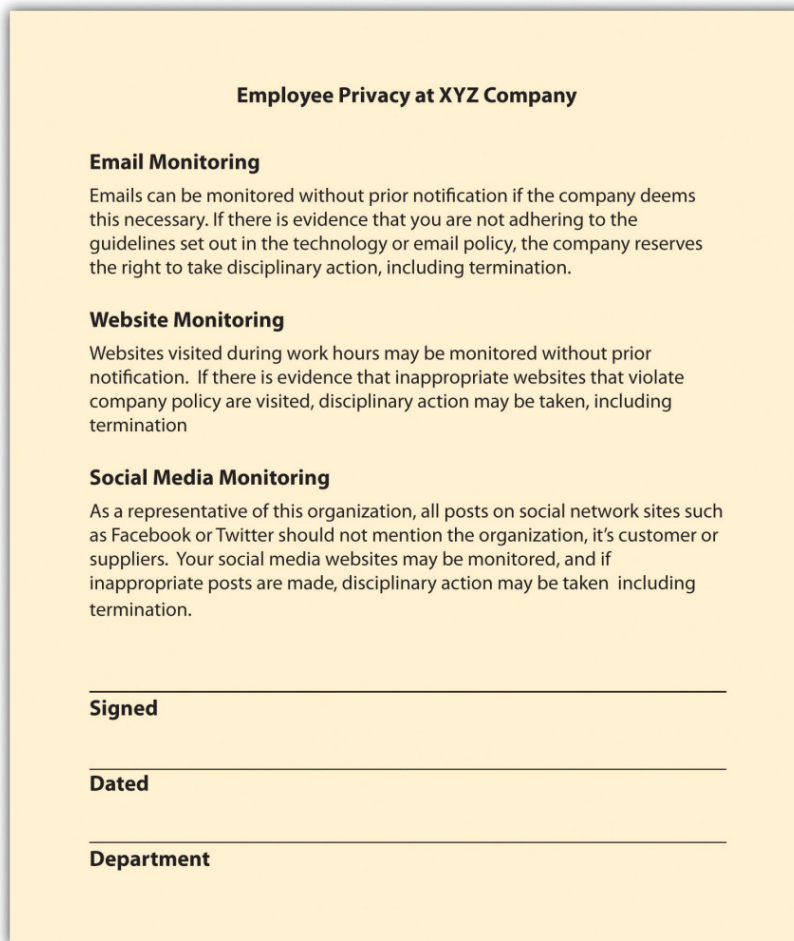 Employee Privacy at XYZ Company
Email Monitoring
Emails can be monitored without prior notification if the company deems
this necessary. If there is evidence that you are not adhering to the
guidelines set out in the technology or email policy, the company reserves
the right to take disciplinary action, including termination.
Website Monitoring
Websites visited during work hours may be monitored without prior
notification.  If there is evidence that inappropriate websites that violate
company policy are visited, disciplinary action may be taken, including
termination
Social Media Monitoring
As a representative of this organization, all posts on social network sites such
as Facebook or Twitter should not mention the organization, it’s customer or
suppliers.  Your social media websites may be monitored, and if
inappropriate posts are made, disciplinary action may be taken  including
termination.
Signed
Dated
Department